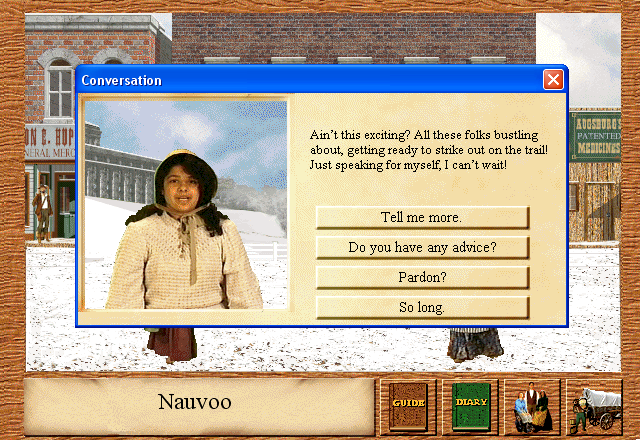 Conversation
Ain't this exciting? All these folks bustling
about, getting ready to strike out on the trail!
Just speaking for myself, I can't wait!
Tell me more.
Do you have any advice?
Pardon?
So long.
AUGSBURG'S
PATENTED
MEDICINES
Nauvoo
GUIDE
DIARY